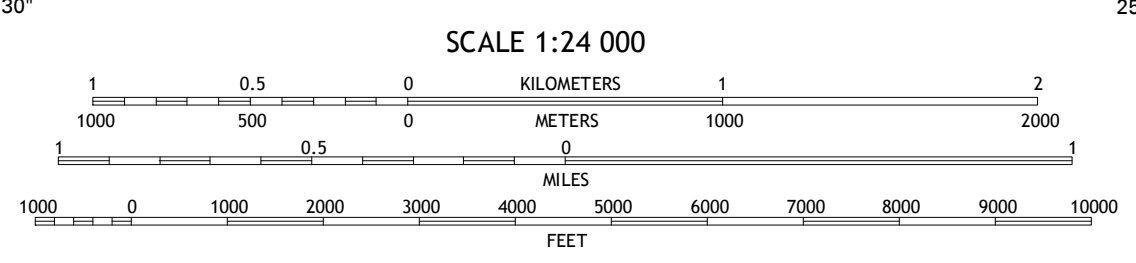 30" 25
SCALE 1:24 000
1 0.5 0 KILOMETERS 1 2
1000 500 0 METERS 1000 2000
1 0.5 0 1
MILES
1000 0 1000 2000 3000 4000 5000 6000 7000 8000 9000 10000
FEET